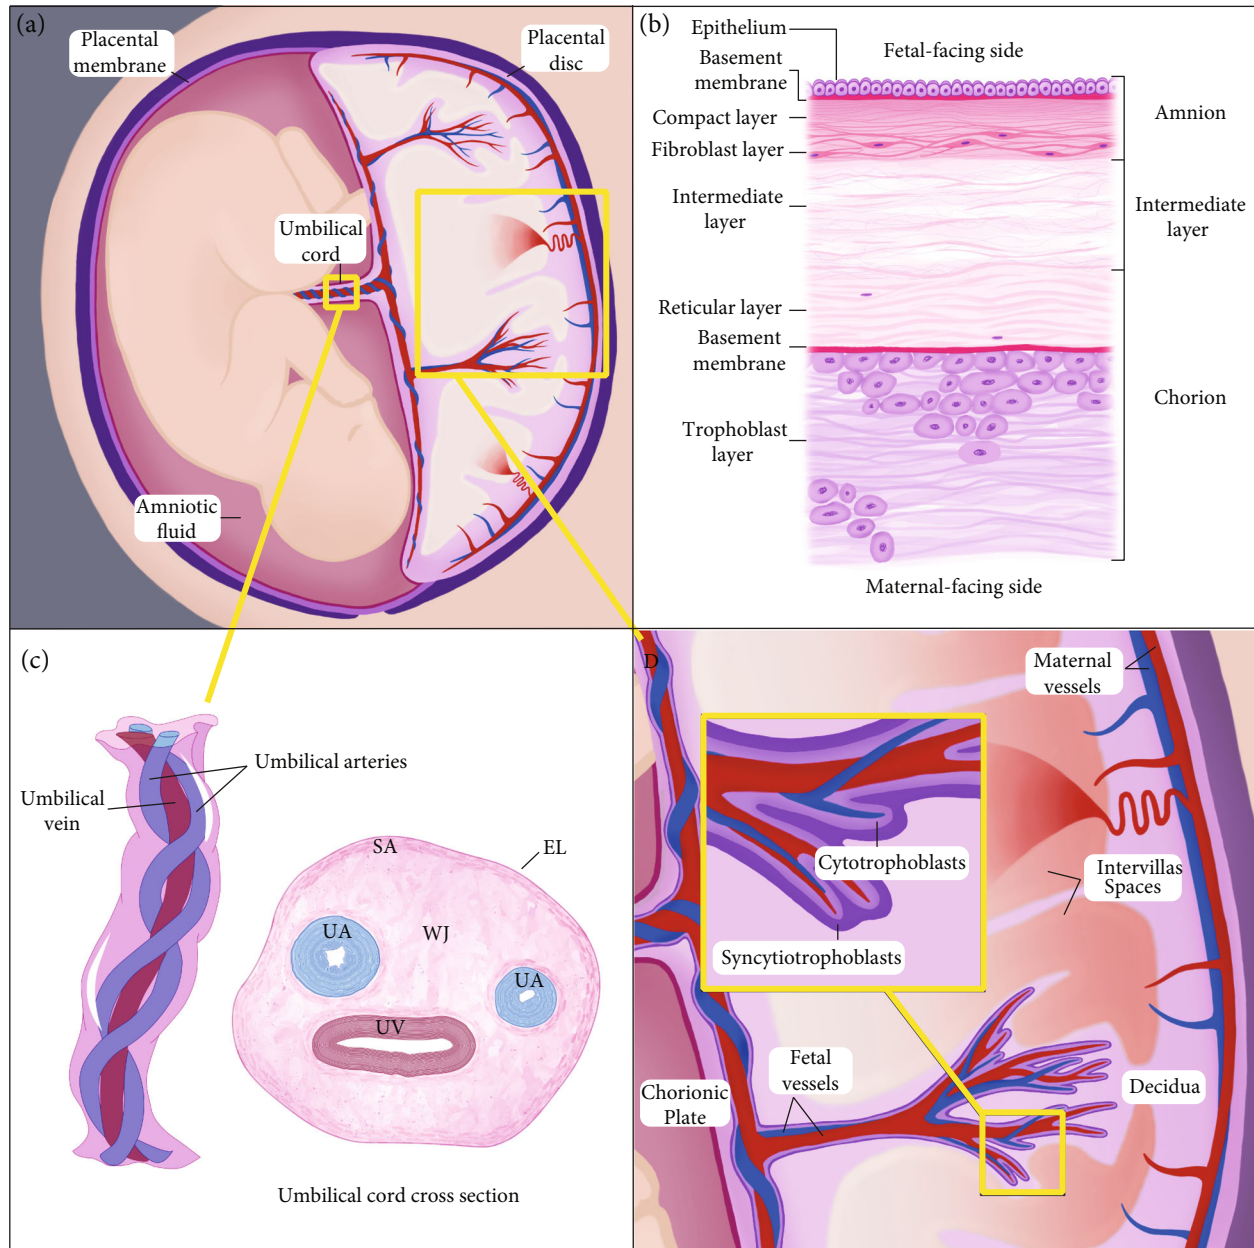 (a)
Placental
membrane
Placental
disc
Umbilical
cord
Amniotic
fluid
(b)
Epithelium
Fetal-facing side
Basement
membrane
Compact layer
Fibroblast layer
Intermediate
layer
Reticular layer
Basement
membrane
Trophoblast
layer
Amnion
Intermediate
layer
Chorion
Maternal-facing side
(c)
Umbilical arteries
Umbilical
vein
SA
EL
UA
WJ
UA
UV
Umbilical cord cross section
D
Maternal
vessels
Cytotrophoblasts
Syncytiotrophoblasts
Intervillas
Spaces
Fetal
vessels
Chorionic
Plate
Decidua